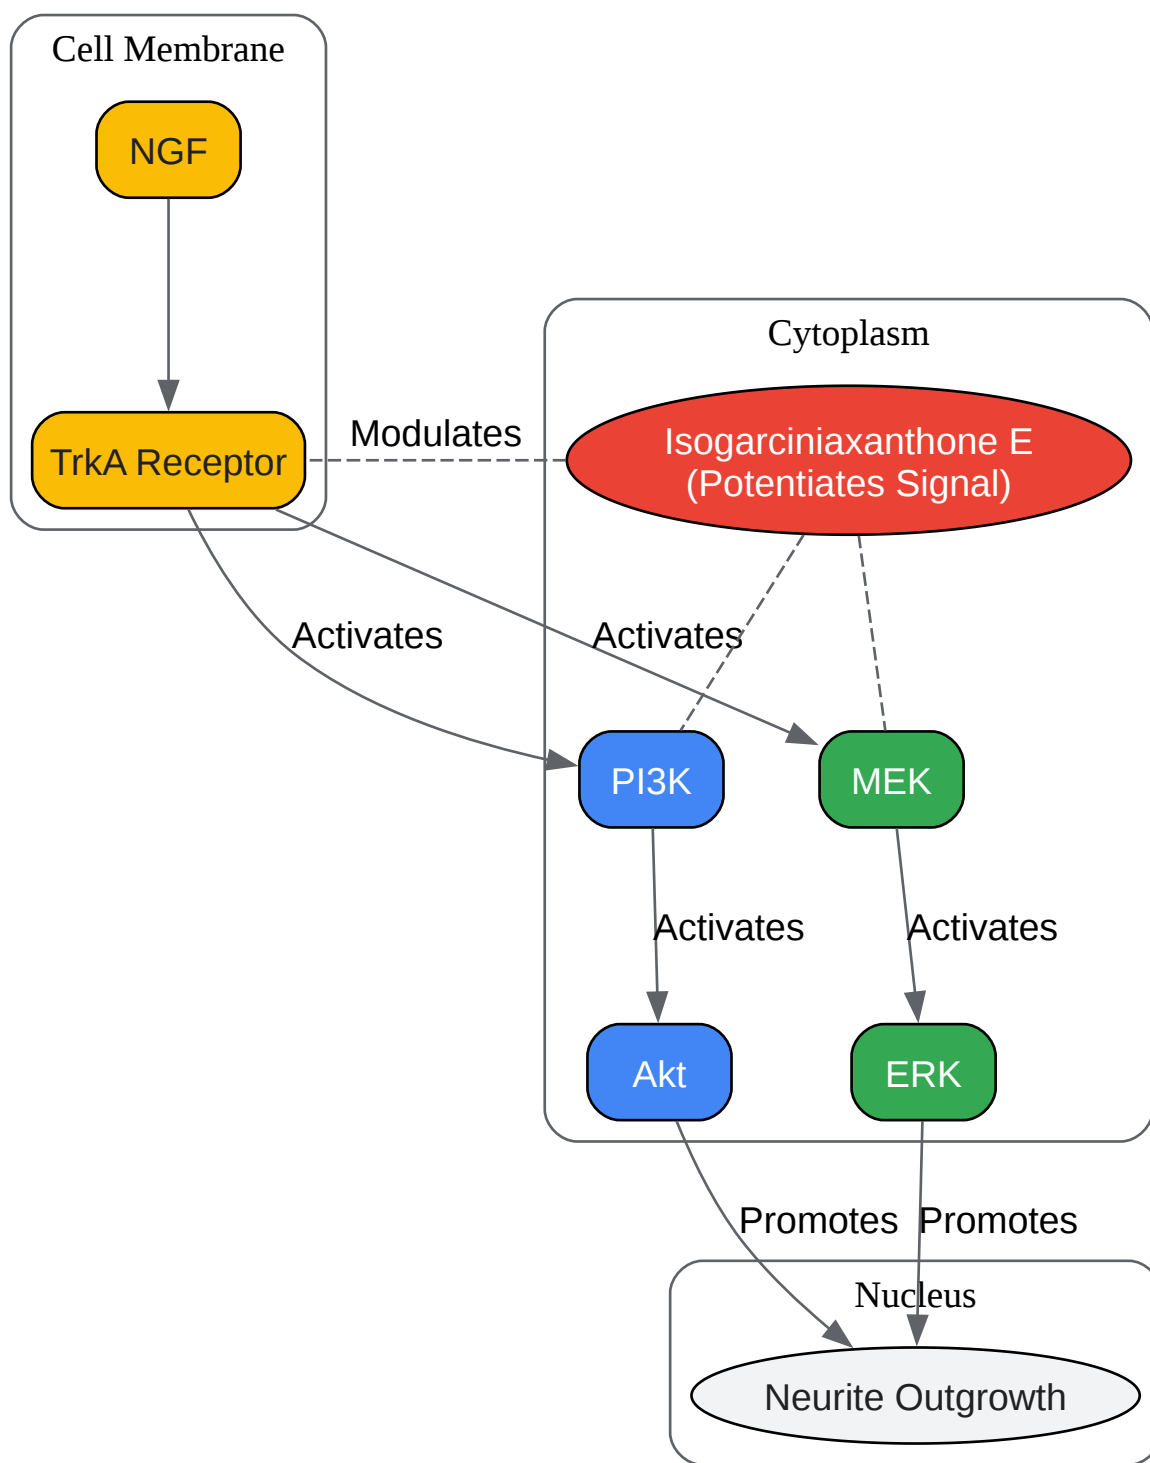 Cell Membrane
NGF
Cytoplasm
TrkA Receptor
Modulates
Isogarciniaxanthone E
(Potentiates Signal)
Activates
Activates
PI3K
MEK
Activates
Activates
Akt
ERK
Promotes
Promotes
Nucleus
Neurite Outgrowth